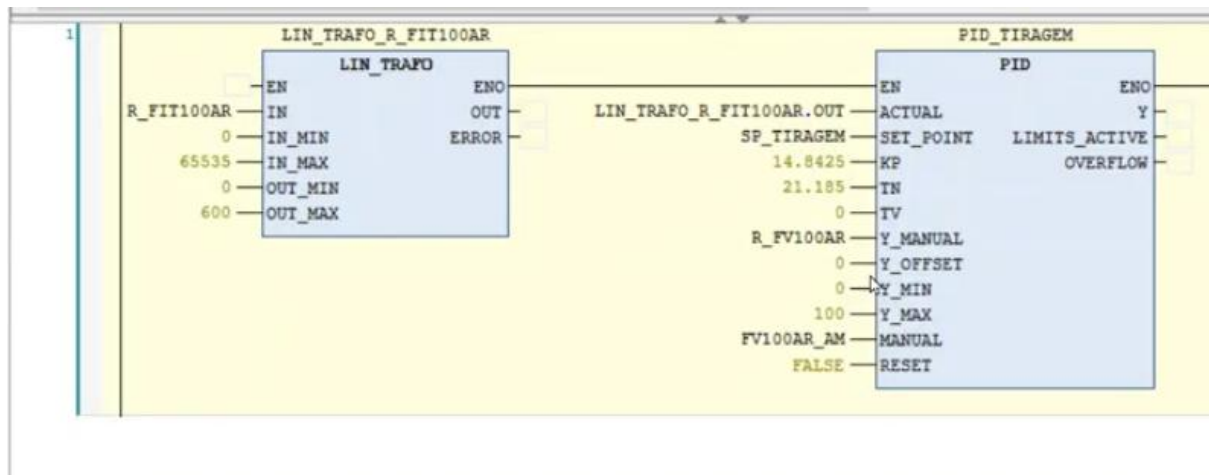 1
LIN_TRAFO_R_FIT100AR
LIN_TRAFO
EN ENO
R_FIT100AR IN OUT
0 IN_MIN ERROR
65535 IN_MAX
0 OUT_MIN
600 OUT_MAX
PID_TIRAGEM
PID
EN ENO
LIN_TRAFO_R_FIT100AR.OUT ACTUAL Y
SP_TIRAGEM SET_POINT LIMITS_ACTIVE
14.8425 KP OVERFLOW
21.185 TN
0 TV
R_FV100AR Y_MANUAL
0 Y_OFFSET
0 Y_MIN
100 Y_MAX
FV100AR_AM MANUAL
FALSE RESET